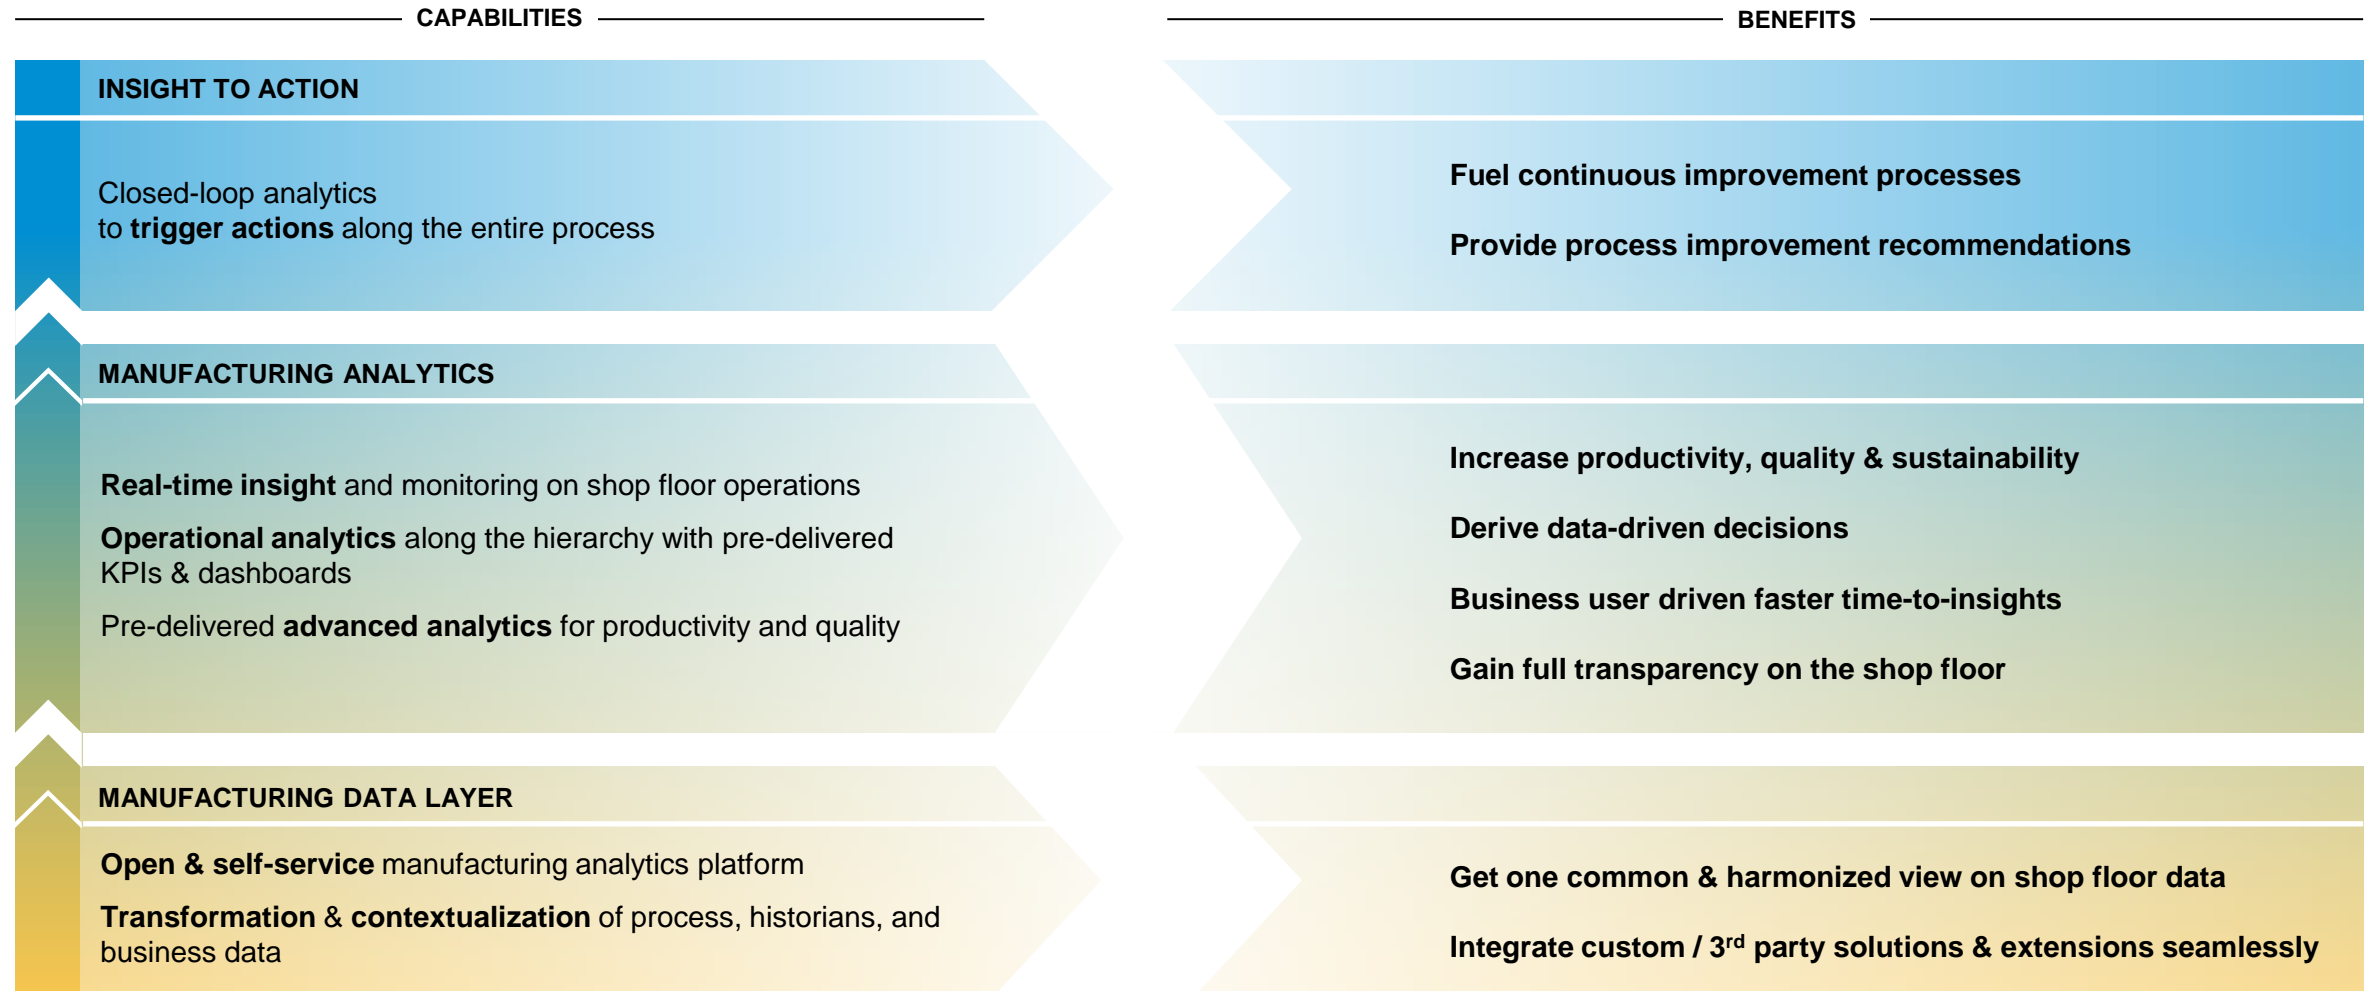 CAPABILITIES
BENEFITS
INSIGHT TO ACTION
Closed-loop analytics
to trigger actions along the entire process
Fuel continuous improvement processes
Provide process improvement recommendations
MANUFACTURING ANALYTICS
Real-time insight and monitoring on shop floor operations
Operational analytics along the hierarchy with pre-delivered
KPIs & dashboards
Pre-delivered advanced analytics for productivity and quality
Increase productivity, quality & sustainability
Derive data-driven decisions
Business user driven faster time-to-insights
Gain full transparency on the shop floor
MANUFACTURING DATA LAYER
Open & self-service manufacturing analytics platform
Transformation & contextualization of process, historians, and
business data
Get one common & harmonized view on shop floor data
Integrate custom / 3rd party solutions & extensions seamlessly